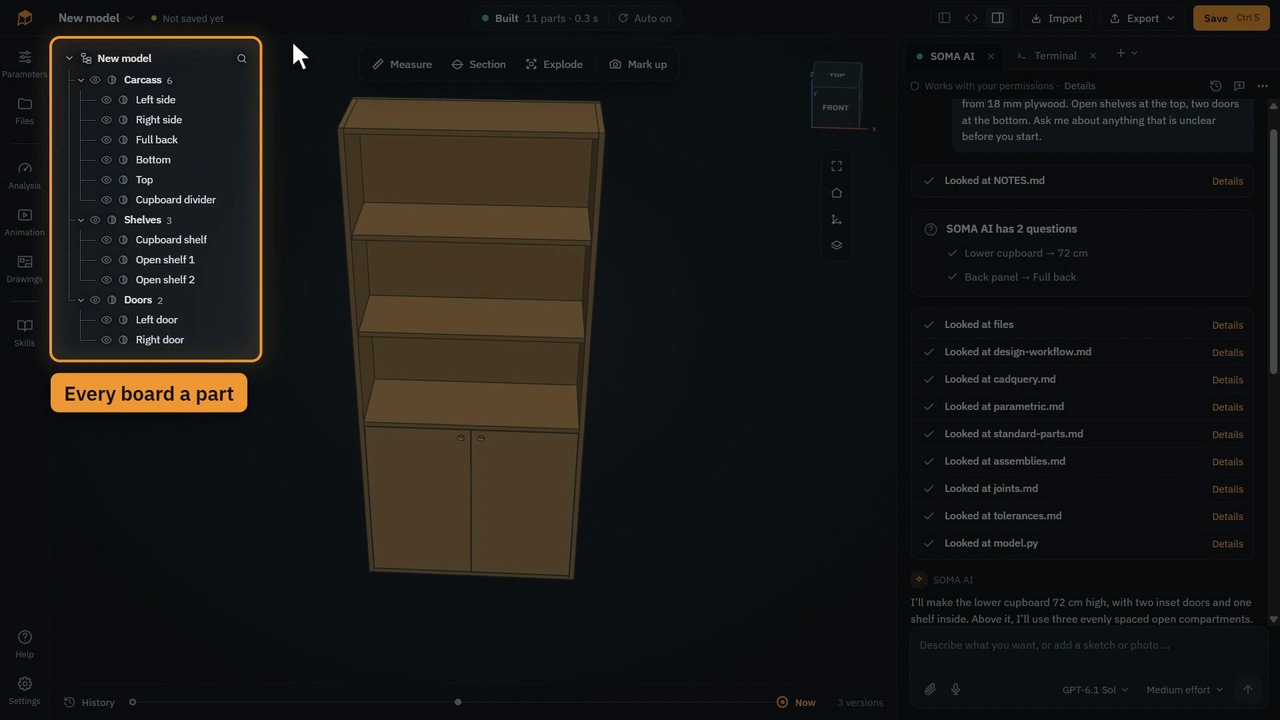 New model
Not saved yet
Built 11 parts · 0.3 s
Auto on
Import
Export
Save Ctrl S
Parameters
Files
Analysis
Animation
Drawings
Skills
Help
Settings
New model
Carcass 6
Left side
Right side
Full back
Bottom
Top
Cupboard divider
Shelves 3
Cupboard shelf
Open shelf 1
Open shelf 2
Doors 2
Left door
Right door
Every board a part
Measure
Section
Explode
Mark up
TOP
FRONT
Z
Y
X
History
Now
3 versions
SOMA AI
Terminal
Works with your permissions · Details
from 18 mm plywood. Open shelves at the top, two doors
at the bottom. Ask me about anything that is unclear
before you start.
Looked at NOTES.md Details
SOMA AI has 2 questions
Lower cupboard → 72 cm
Back panel → Full back
Looked at files Details
Looked at design-workflow.md Details
Looked at cadquery.md Details
Looked at parametric.md Details
Looked at standard-parts.md Details
Looked at assemblies.md Details
Looked at joints.md Details
Looked at tolerances.md Details
Looked at model.py Details
SOMA AI
I'll make the lower cupboard 72 cm high, with two inset doors and one
shelf inside. Above it, I'll use three evenly spaced open compartments.
Describe what you want, or add a sketch or photo ...
GPT-6.1 Sol
Medium effort